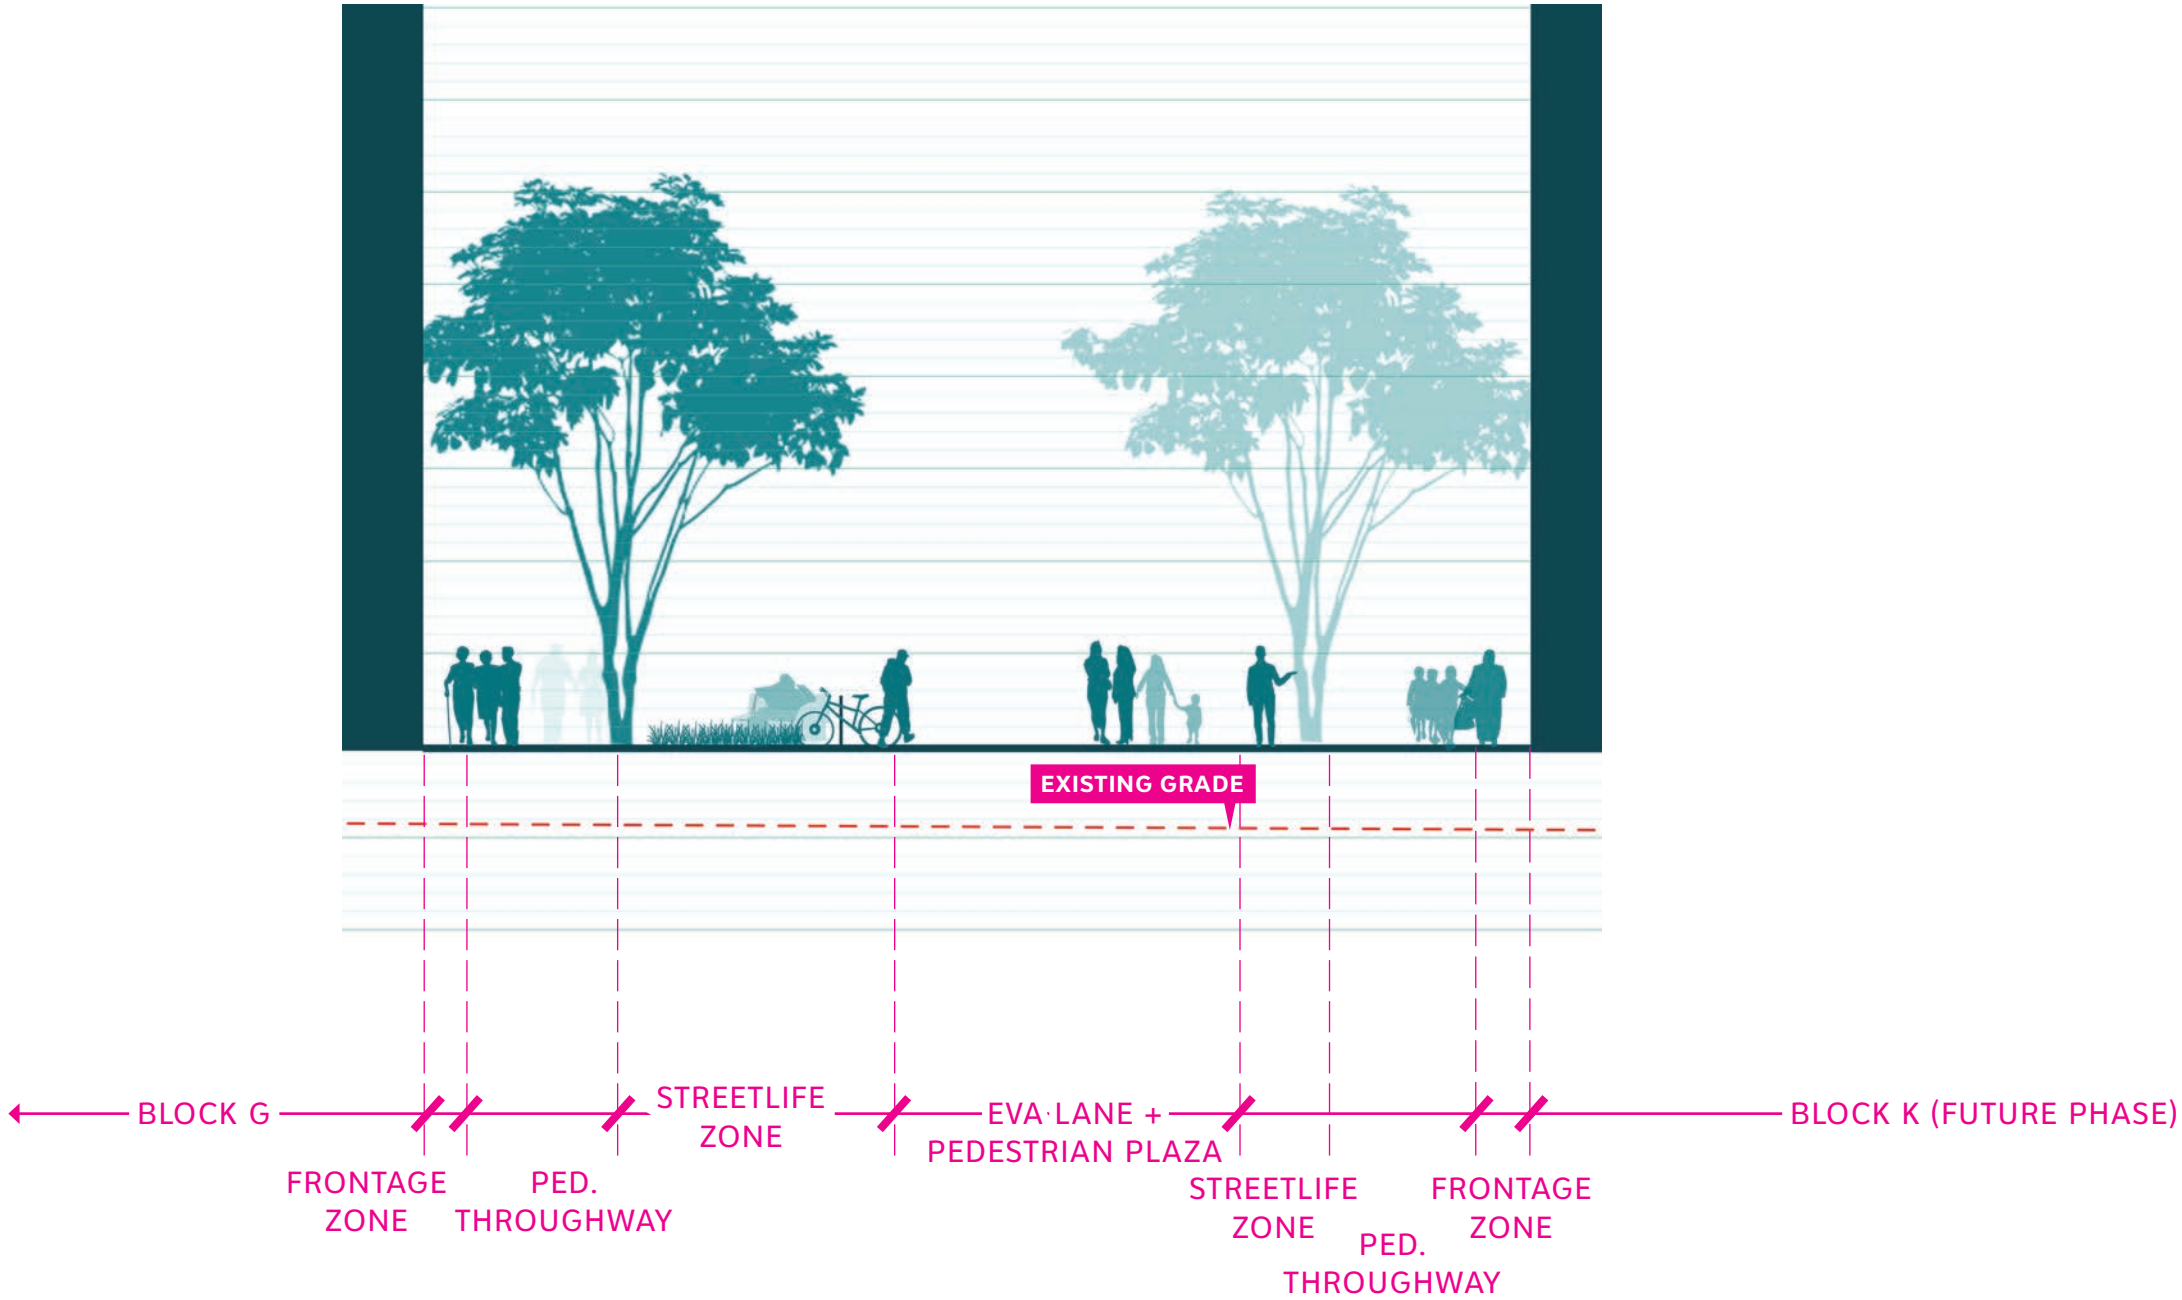 EXISTING GRADE
BLOCK G
FRONTAGE
ZONE
PED.
THROUGHWAY
STREETLIFE
ZONE
EVA LANE +
PEDESTRIAN PLAZA
STREETLIFE
ZONE
PED.
THROUGHWAY
FRONTAGE
ZONE
BLOCK K (FUTURE PHASE)